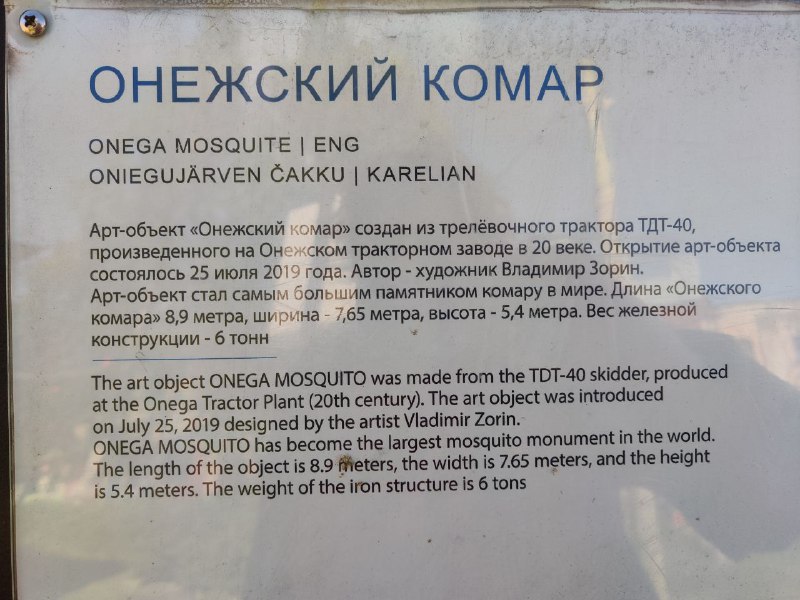 ОНЕЖСКИЙ КОМАР
ONEGA MOSQUITE | ENG
ONIEGUJÄRVEN ČAKKU | KARELIAN
Арт-объект «Онежский комар» создан из трелёвочного трактора ТДТ-40,
произведенного на Онежском тракторном заводе в 20 веке. Открытие арт-объекта
состоялось 25 июля 2019 года. Автор - художник Владимир Зорин.
Арт-объект стал самым большим памятником комару в мире. Длина «Онежского
комара» 8,9 метра, ширина - 7,65 метра, высота - 5,4 метра. Вес железной
конструкции - 6 тонн
The art object ONEGA MOSQUITO was made from the TDT-40 skidder, produced
at the Onega Tractor Plant (20th century). The art object was introduced
on July 25, 2019 designed by the artist Vladimir Zorin.
ONEGA MOSQUITO has become the largest mosquito monument in the world.
The length of the object is 8.9 meters, the width is 7.65 meters, and the height
is 5.4 meters. The weight of the iron structure is 6 tons